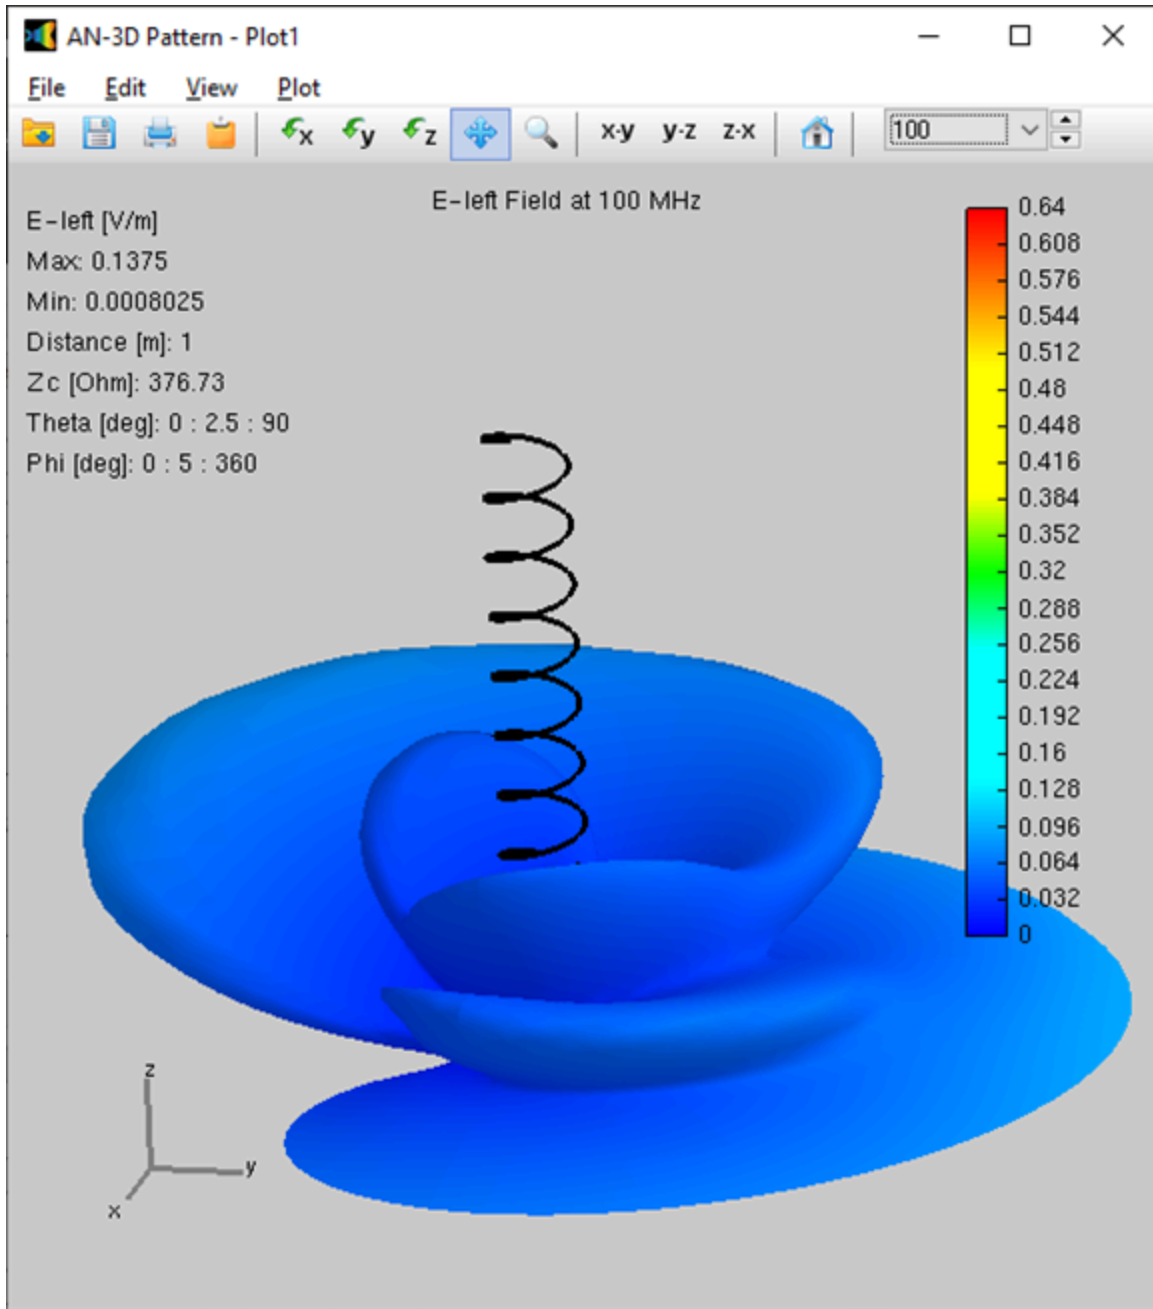 AN-3D Pattern - Plot1
File Edit View Plot
x y z x·y y·z z·x 100
E-left Field at 100 MHz
E-left [V/m]
Max: 0.1375
Min: 0.0008025
Distance [m]: 1
Zc [Ohm]: 376.73
Theta [deg]: 0 : 2.5 : 90
Phi [deg]: 0 : 5 : 360
0.64
0.608
0.576
0.544
0.512
0.48
0.448
0.416
0.384
0.352
0.32
0.288
0.256
0.224
0.192
0.16
0.128
0.096
0.064
0.032
0
z
y
x